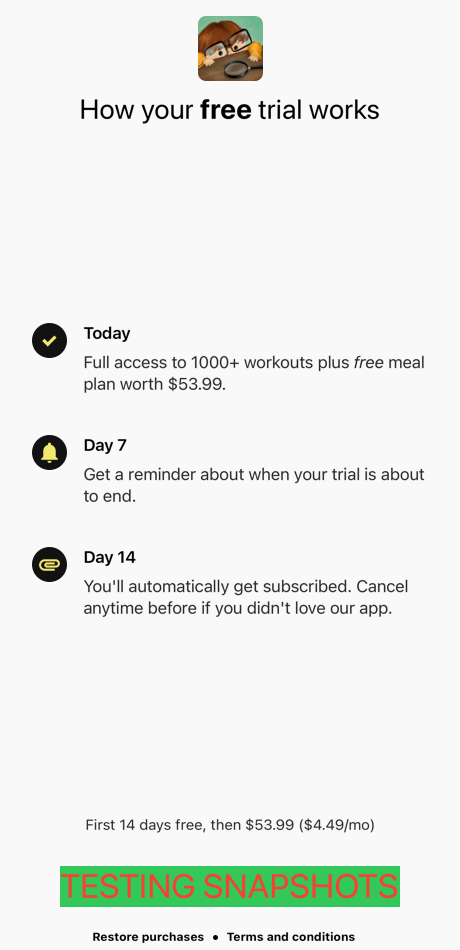 How your free trial works
Today
Full access to 1000+ workouts plus free meal
plan worth $53.99.
Day 7
Get a reminder about when your trial is about
to end.
Day 14
You'll automatically get subscribed. Cancel
anytime before if you didn't love our app.
First 14 days free, then $53.99 ($4.49/mo)
TESTING SNAPSHOTS
Restore purchases • Terms and conditions